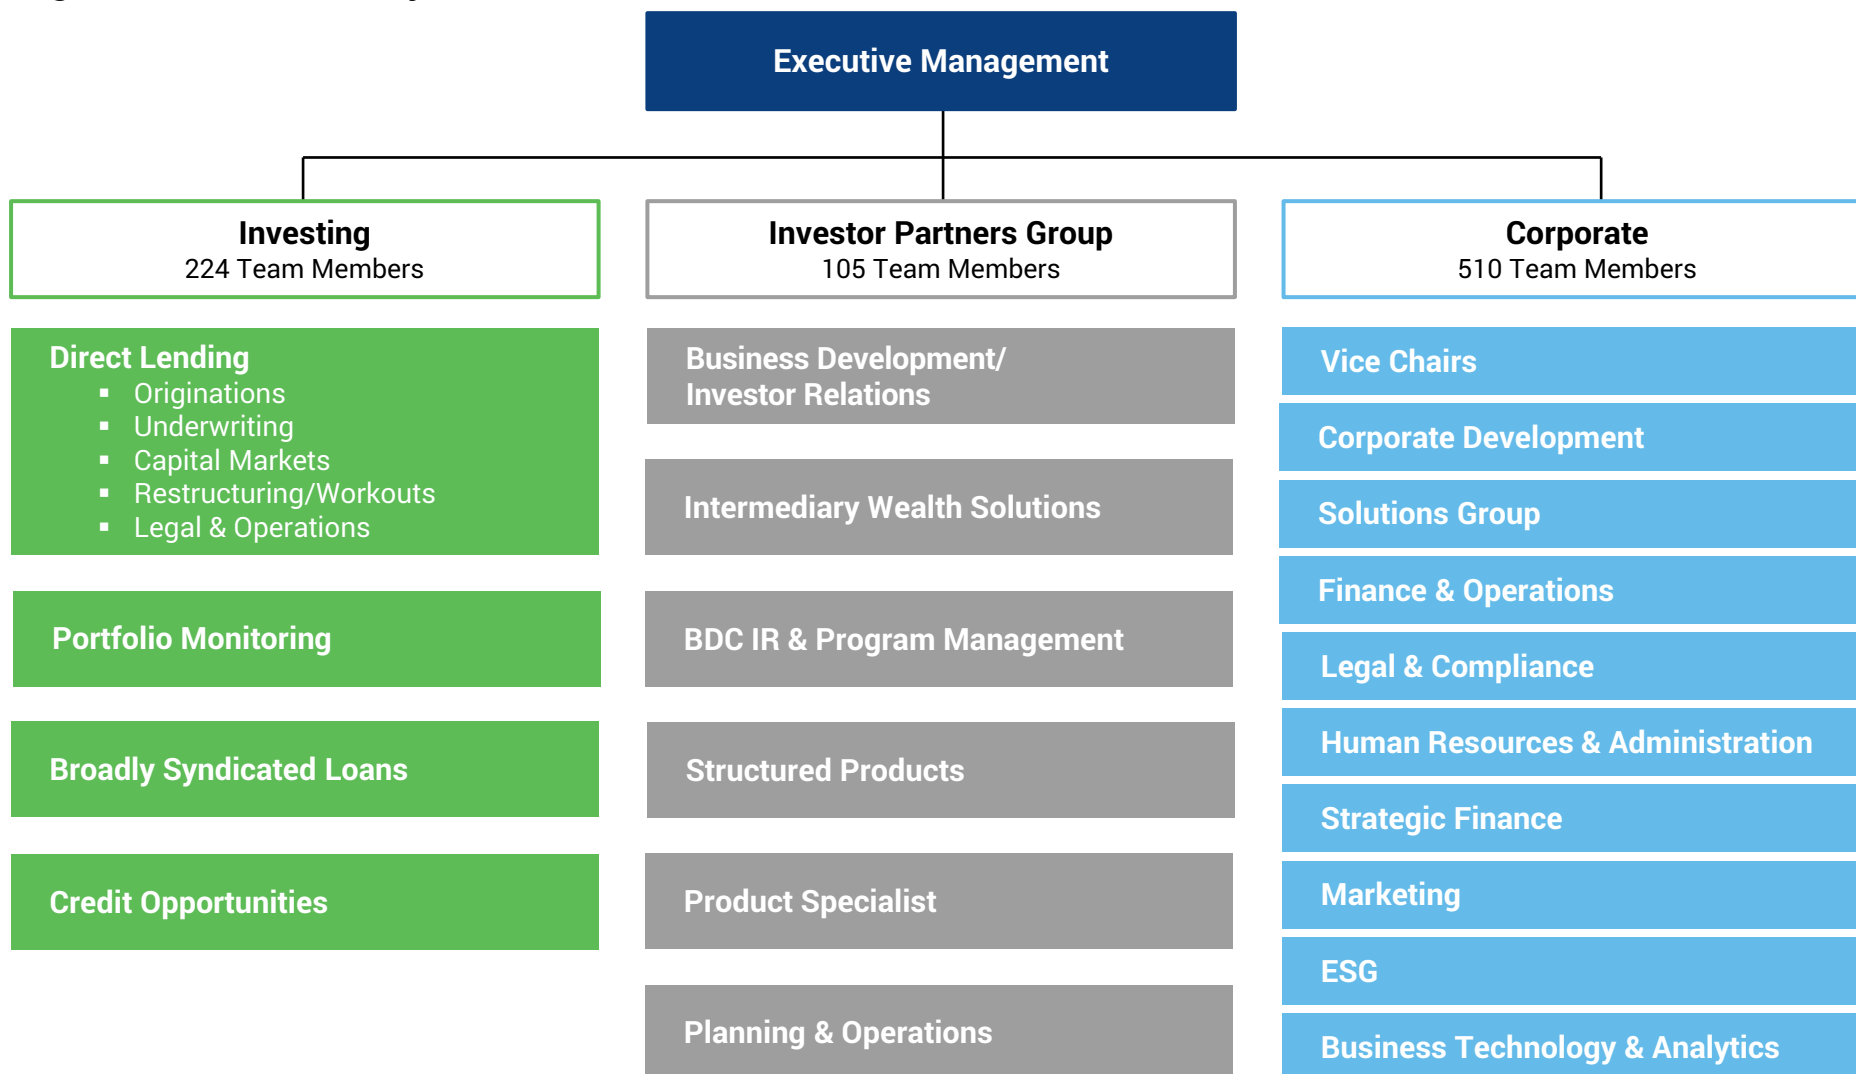 Executive Management
Investing
224 Team Members
Direct Lending
▪ Originations
▪ Underwriting
▪ Capital Markets
▪ Restructuring/Workouts
▪ Legal & Operations
Portfolio Monitoring
Broadly Syndicated Loans
Credit Opportunities
Investor Partners Group
105 Team Members
Business Development/
Investor Relations
Intermediary Wealth Solutions
BDC IR & Program Management
Structured Products
Product Specialist
Planning & Operations
Corporate
510 Team Members
Vice Chairs
Corporate Development
Solutions Group
Finance & Operations
Legal & Compliance
Human Resources & Administration
Strategic Finance
Marketing
ESG
Business Technology & Analytics